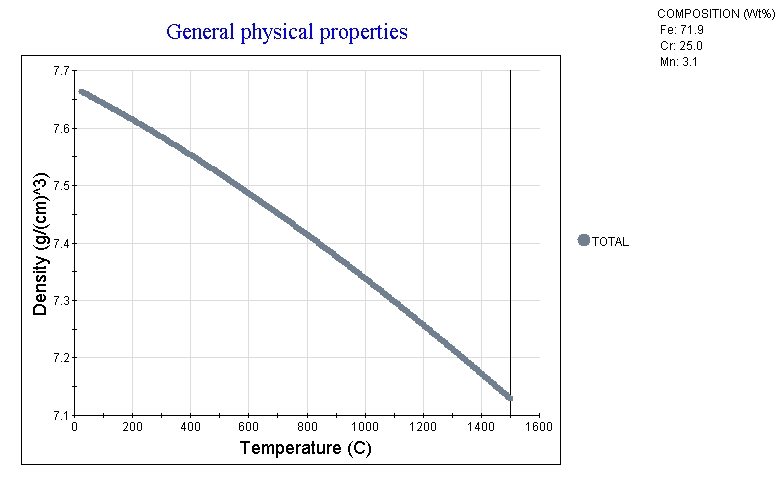 General physical properties
COMPOSITION (Wt%)
Fe: 71.9
Cr: 25.0
Mn: 3.1
7.7
7.6
7.5
7.4
7.3
7.2
7.1
Density (g/(cm)^3)
0 200 400 600 800 1000 1200 1400 1600
Temperature (C)
TOTAL